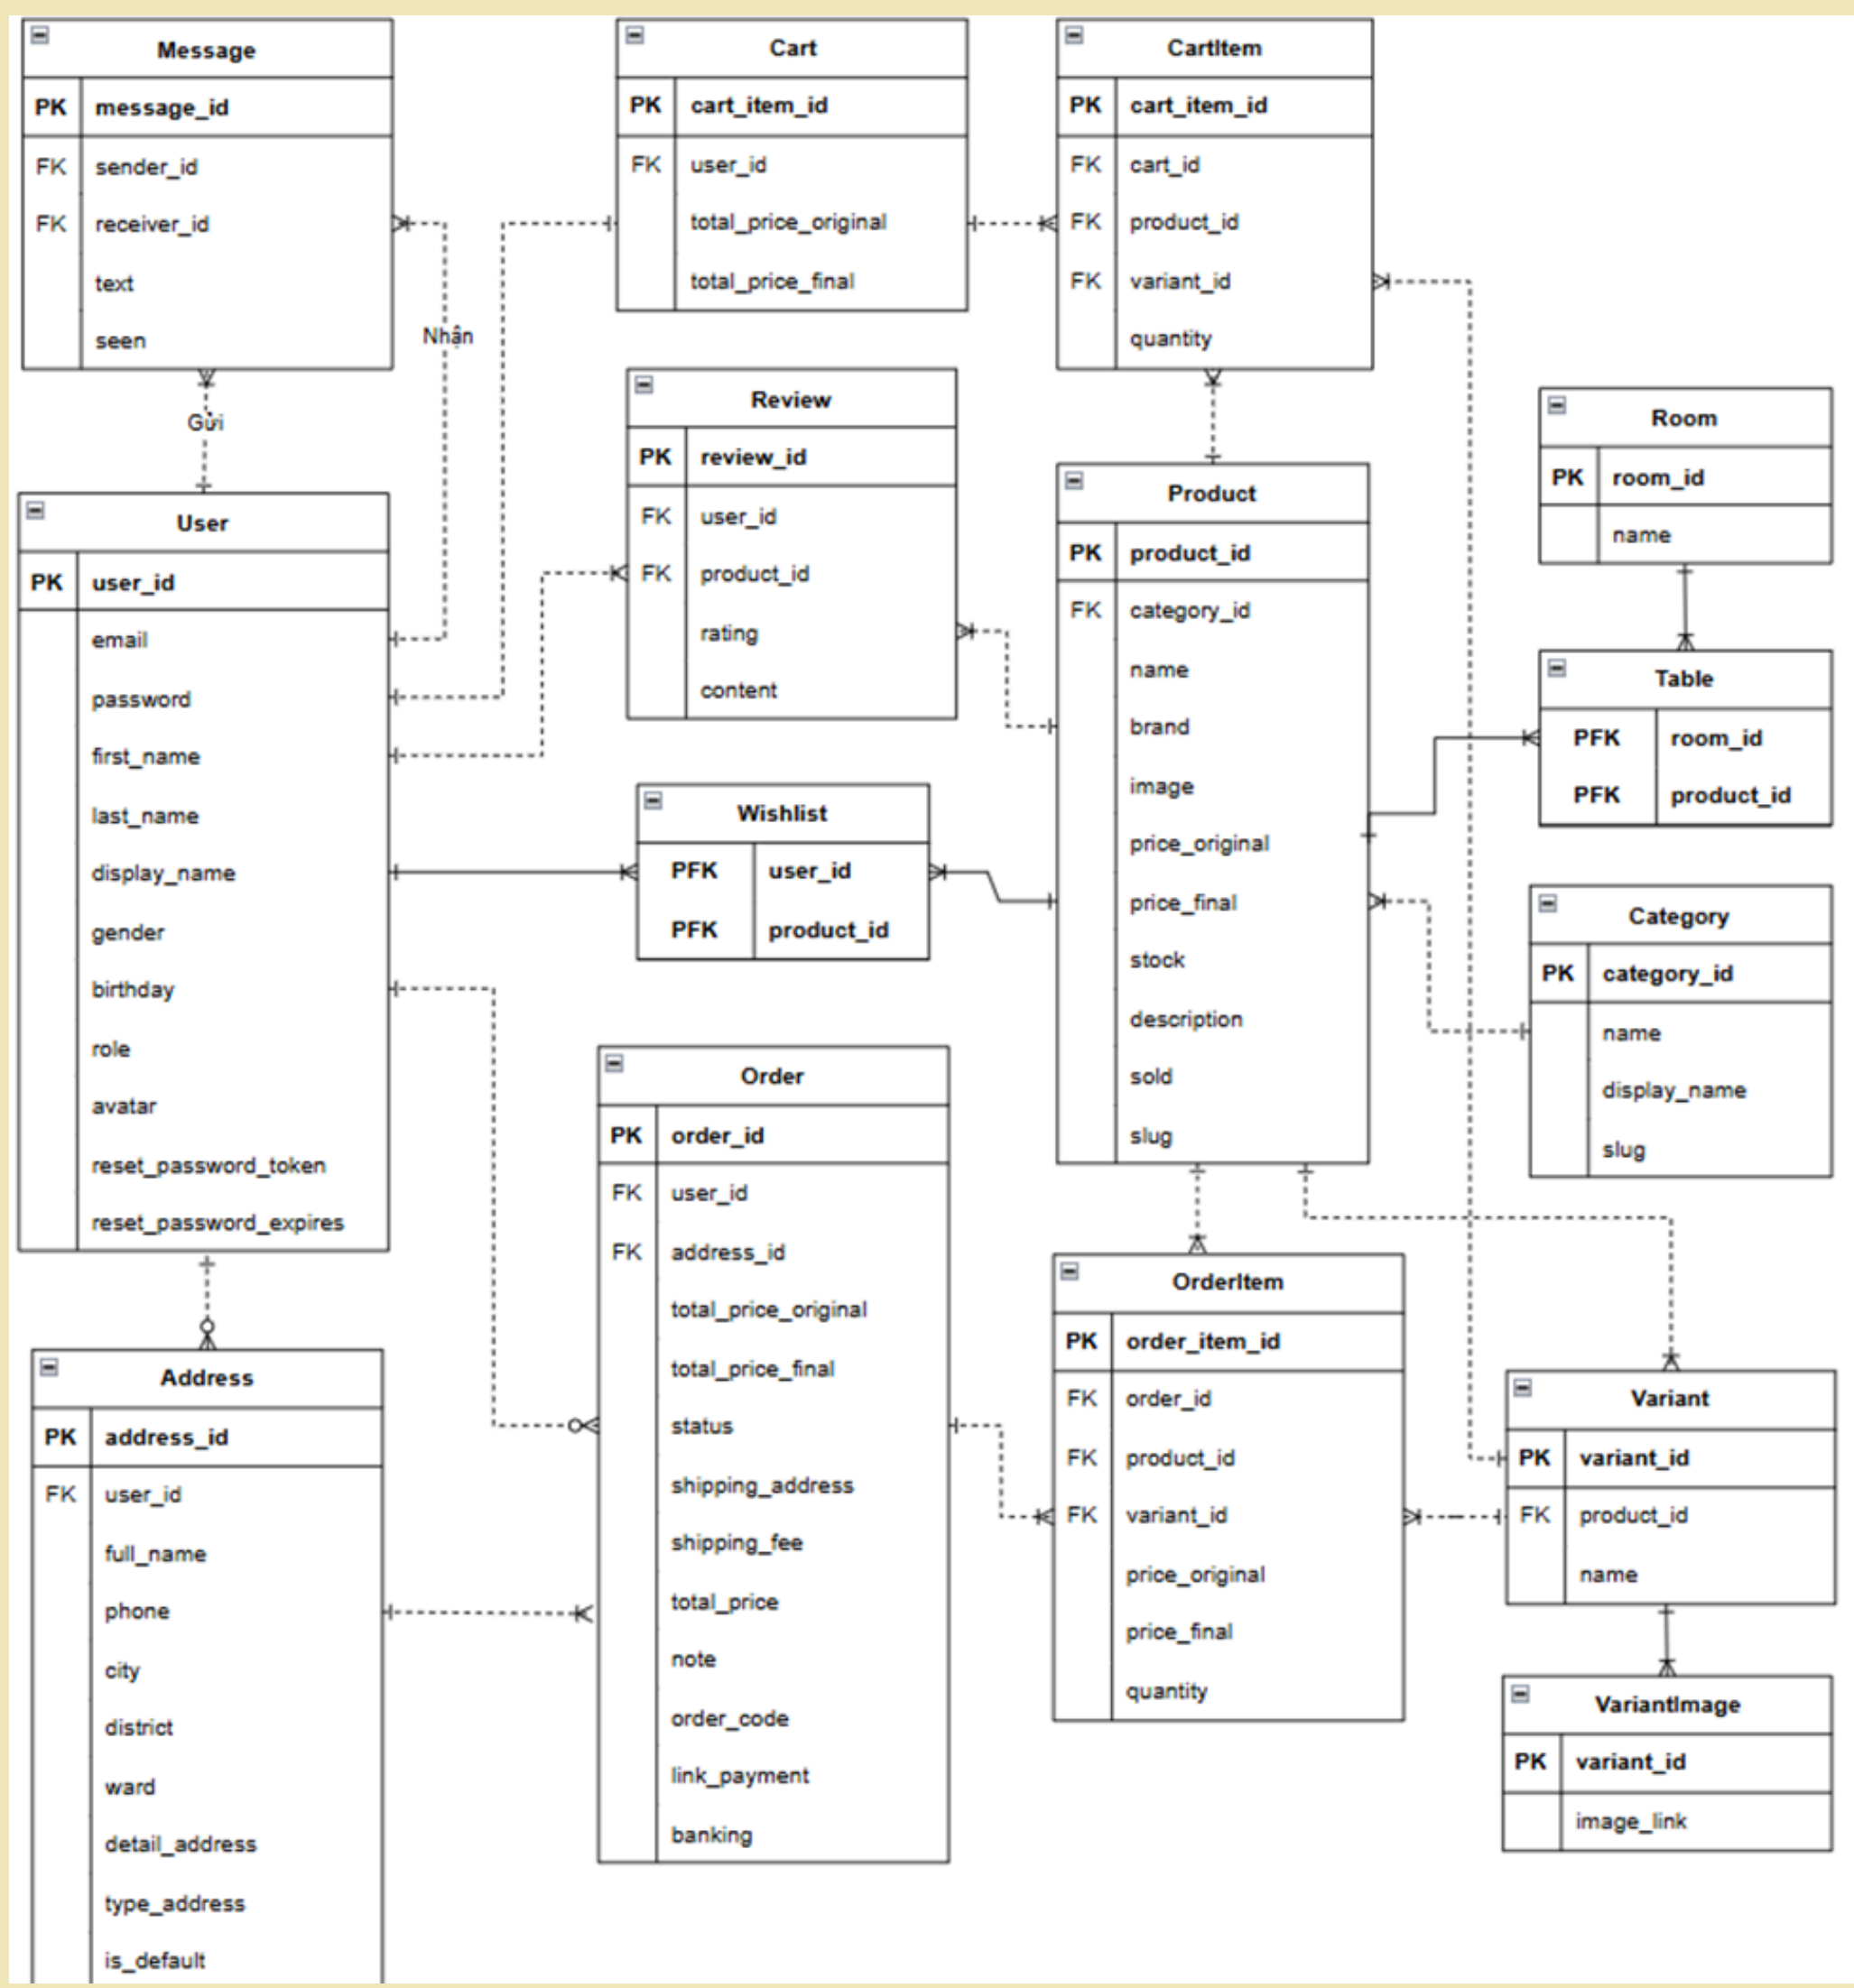 Message
PK message_id
FK sender_id
FK receiver_id
text
seen
Nhận
Gửi
User
PK user_id
email
password
first_name
last_name
display_name
gender
birthday
role
avatar
reset_password_token
reset_password_expires
Address
PK address_id
FK user_id
full_name
phone
city
district
ward
detail_address
type_address
is_default
Cart
PK cart_item_id
FK user_id
total_price_original
total_price_final
Review
PK review_id
FK user_id
FK product_id
rating
content
Wishlist
PFK user_id
PFK product_id
Order
PK order_id
FK user_id
FK address_id
total_price_original
total_price_final
status
shipping_address
shipping_fee
total_price
note
order_code
link_payment
banking
CartItem
PK cart_item_id
FK cart_id
FK product_id
FK variant_id
quantity
Product
PK product_id
FK category_id
name
brand
image
price_original
price_final
stock
description
sold
slug
OrderItem
PK order_item_id
FK order_id
FK product_id
FK variant_id
price_original
price_final
quantity
Room
PK room_id
name
Table
PFK room_id
PFK product_id
Category
PK category_id
name
display_name
slug
Variant
PK variant_id
FK product_id
name
VariantImage
PK variant_id
image_link